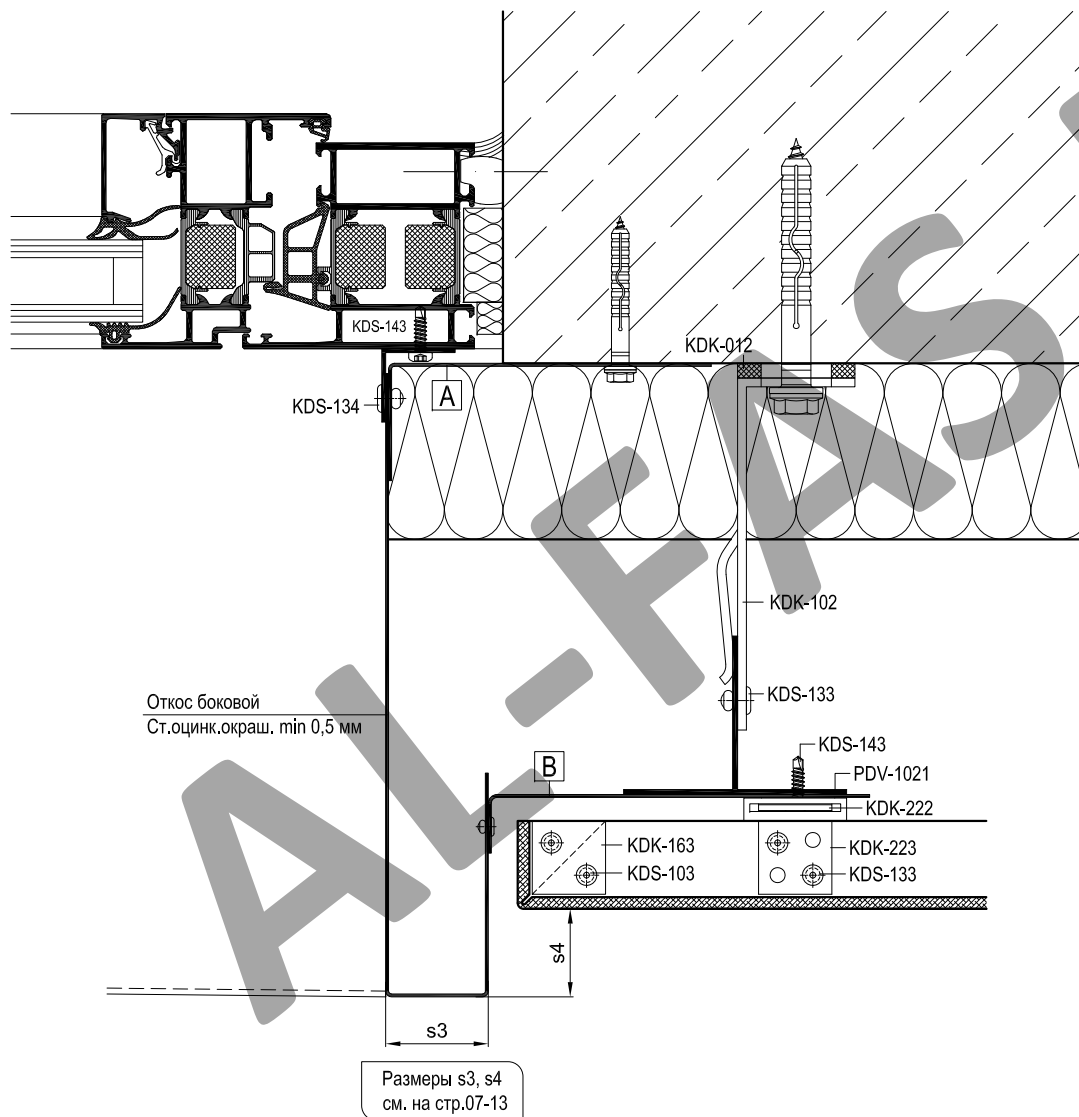 KDS-143
KDK-012
KDS-134
A
KDK-102
Откос боковой
Ст.оцинк.окраш. min 0,5 мм
KDS-133
KDS-143
B
PDV-1021
KDK-222
KDK-163
KDK-223
KDS-103
KDS-133
s4
s3
Размеры s3, s4
см. на стр.07-13
AL-FAS